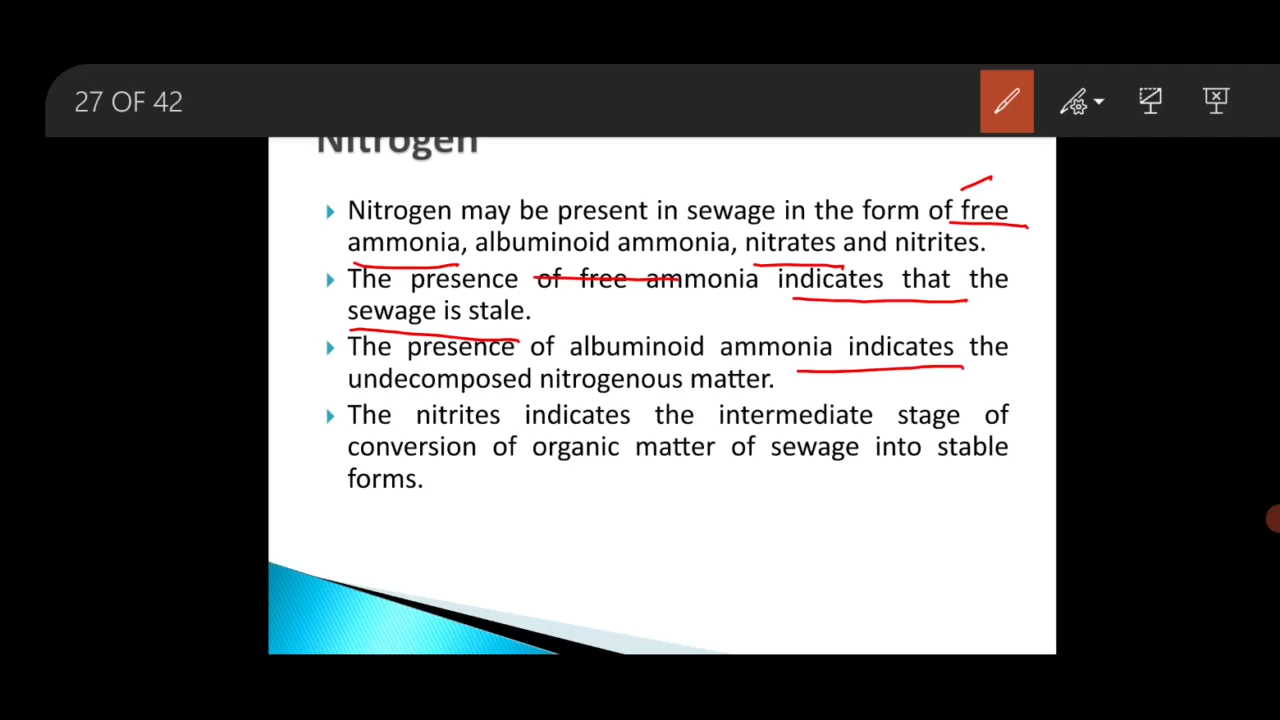 27 OF 42
Nitrogen
Nitrogen may be present in sewage in the form of free
ammonia, albuminoid ammonia, nitrates and nitrites.
The presence of free ammonia indicates that the
sewage is stale.
The presence of albuminoid ammonia indicates the
undecomposed nitrogenous matter.
The nitrites indicates the intermediate stage of
conversion of organic matter of sewage into stable
forms.